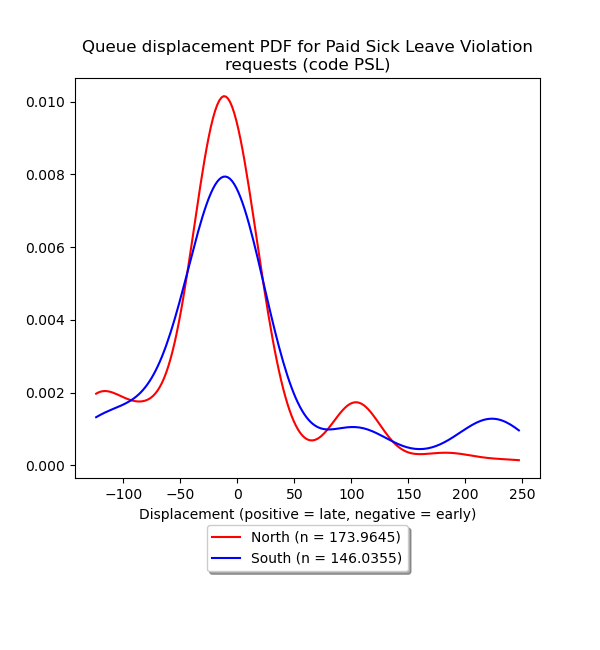 Queue displacement PDF for Paid Sick Leave Violation
requests (code PSL)
0.010
0.008
0.006
0.004
0.002
0.000
−100
−50
0
50
100
150
200
250
Displacement (positive = late, negative = early)
North (n = 173.9645)
South (n = 146.0355)